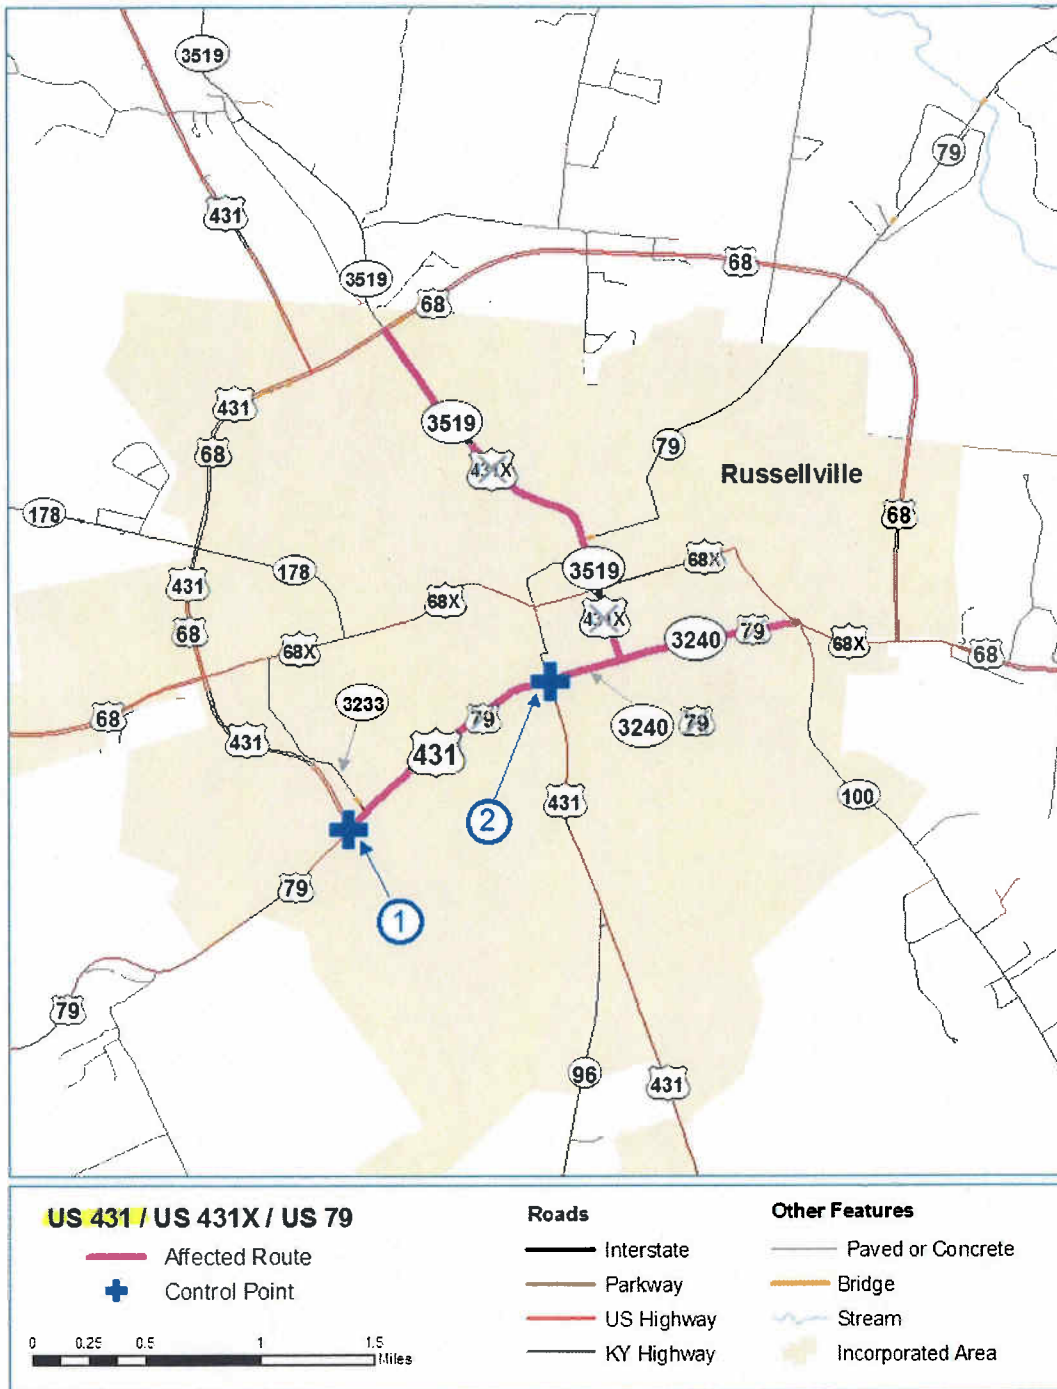 3519
79
431
68
3519
68
431
3519
79
68
431X
Russellville
178
68
178
3519
68X
431
68X
431X
68
3240
79
68X
68X
68
3233
68
79
3240
79
431
431
100
431
2
79
1
79
96
431
US 431 / US 431X / US 79
Affected Route
Control Point
0 0.25 0.5 1 1.5
Miles
Roads
Interstate
Parkway
US Highway
KY Highway
Other Features
Paved or Concrete
Bridge
Stream
Incorporated Area